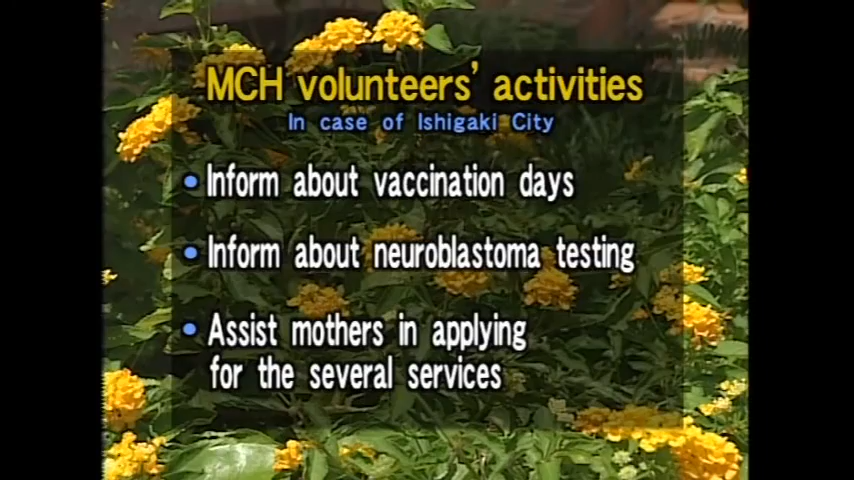 MCH volunteers' activities
In case of Ishigaki City
• Inform about vaccination days
• Inform about neuroblastoma testing
• Assist mothers in applying
for the several services